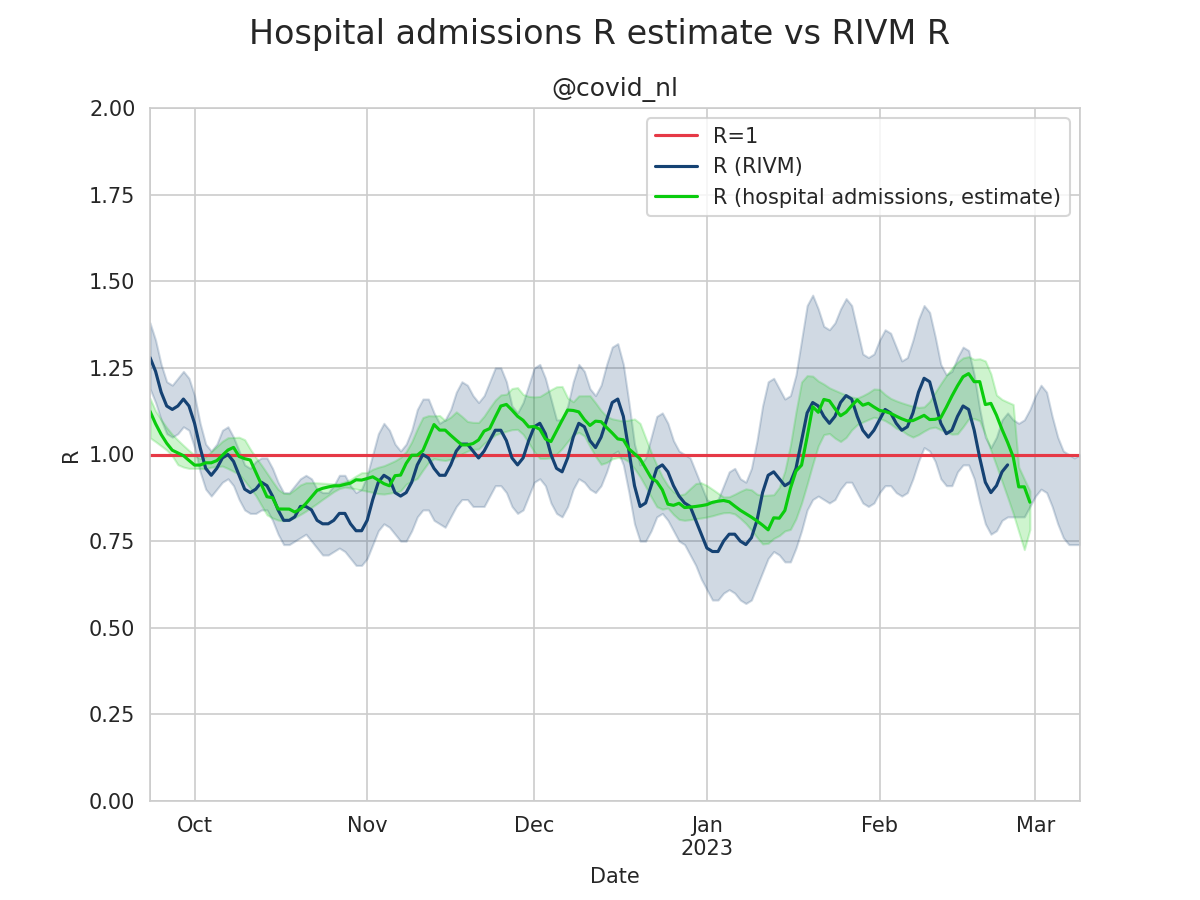 Hospital admissions R estimate vs RIVM R
@covid_nl
R=1
R (RIVM)
R (hospital admissions, estimate)
2.00
1.75
1.50
1.25
1.00
0.75
0.50
0.25
0.00
R
Oct Nov Dec Jan Feb Mar
2023
Date